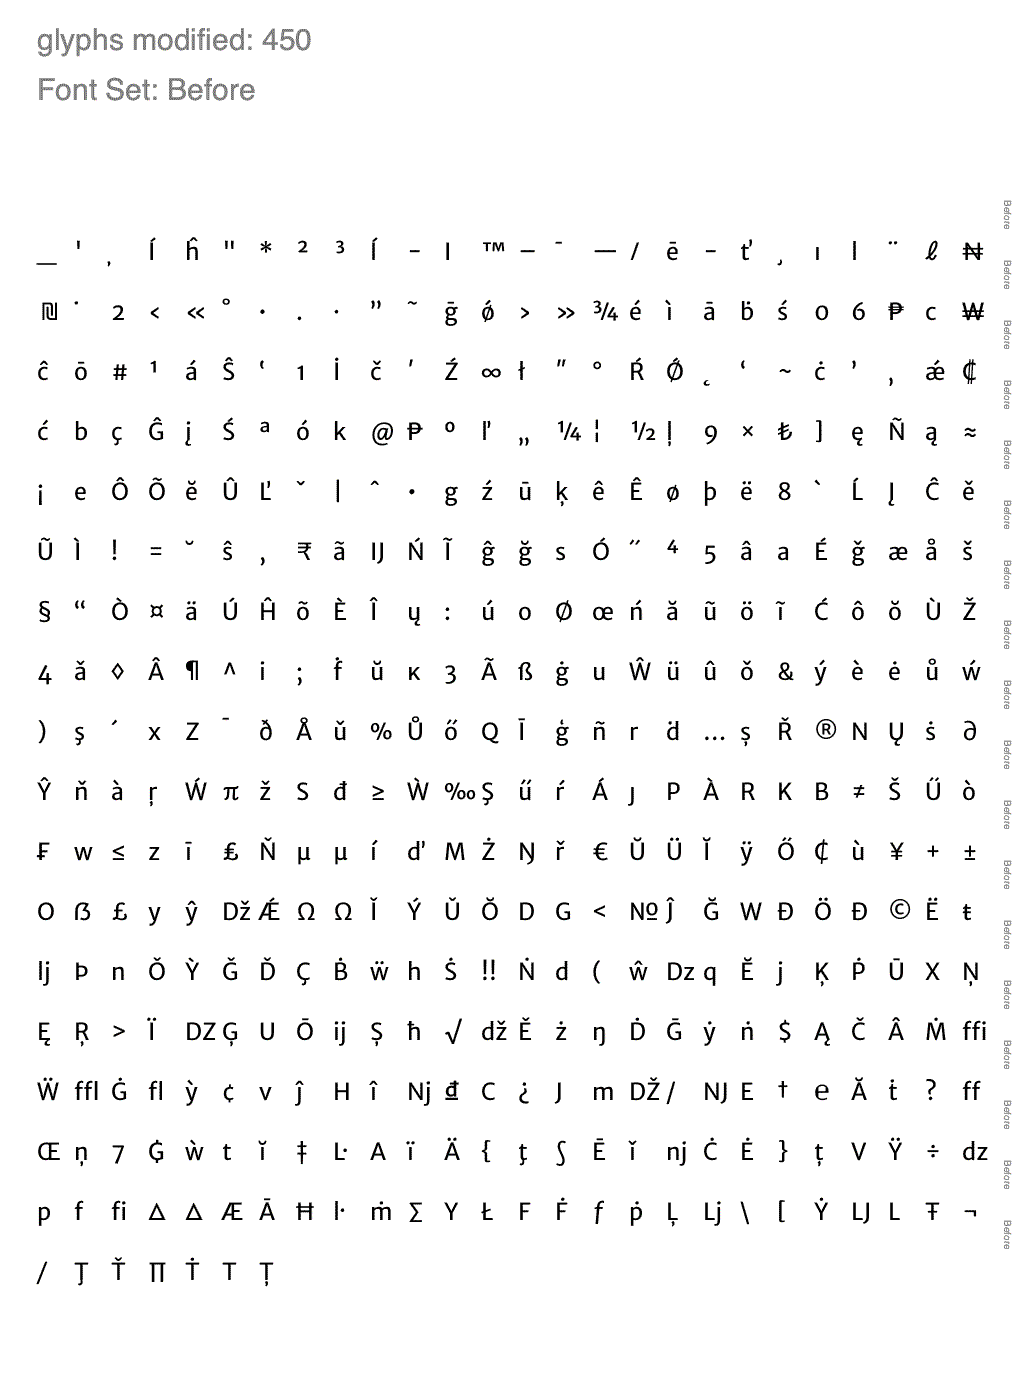 glyphs modified: 450
Font Set: Before
_ ' ̦ Í ĥ " * ² ³ Í - I ™ – ¯ — / ē - ť ¸ ı l ¨ ℓ ₦ Before
₪ ˙ 2 ‹ « ˚ · . · ” ˜ ḡ ǿ › » ¾ é ì ā ḃ ś 0 6 ₱ c ₩ Before
ĉ ō # ¹ á Ŝ ‛ 1 İ č ′ Ź ∞ ł ″ ° Ŕ Ǿ ˛ ‘ ~ ċ ’ , ǽ ₵ Before
ć b ç Ĝ į Ś ª ó k @ ₱ º ľ „ ¼ ¦ ½ ļ 9 × ₺ ] ę Ñ ą ≈ Before
¡ e Ô Õ ĕ Û Ľ ˇ | ˆ • g ź ū ķ ê Ê ø þ ë 8 ` Ĺ Į Ĉ ě Before
Ũ Ì ! = ˘ ŝ ‚ ₹ ã Ĳ Ń Ĩ ĝ ğ s Ó ˝ ⁴ 5 â a É ǧ æ å š Before
§ “ Ò ¤ ä Ú Ĥ õ È Î ų : ú o Ø œ ń ă ũ ö ĩ Ć ô ŏ Ù Ž Before
4 ǎ ◊ Â ¶ ^ i ; ḟ ŭ ĸ 3 Ã ß ġ u Ŵ ü û ǒ & ý è ė ů ẃ Before
) ş ´ x Z ¯ ð Å ǔ % Ů ő Q Ī ģ ñ r ḋ … ș Ř ® N Ų ṡ ∂ Before
Ŷ ň à ŗ Ẃ π ž S đ ≥ Ẁ ‰ Ş ű ŕ Á ȷ P À R K B ≠ Š Ű ò Before
₣ w ≤ z ī ₤ Ň µ μ í ď M Ż Ŋ ř € Ŭ Ü Ĭ ÿ Ő ₵ ù ¥ + ± Before
O ẞ £ y ŷ ǅ Ǽ Ω Ω Ǐ Ý Ǔ Ŏ D G < № Ĵ Ğ W Đ Ö Ð © Ë ŧ Before
ǉ Þ n Ǒ Ỳ Ǧ Ď Ç Ḃ ẅ h Ṡ ‼ Ṅ d ( ŵ ǲ q Ĕ j Ķ Ṗ Ū X Ņ Before
Ę Ŗ > Ï Ǳ Ģ U Ō ĳ Ș ħ √ ǆ Ě ż ŋ Ḋ Ḡ ẏ ṅ $ Ą Č Â Ṁ ffi Before
Ẅ ffl Ġ fl ỳ ¢ v ĵ H î ǋ ₫ C ¿ J m Ǆ ⁄ Ǌ E † ℮ Ă ṫ ? ff Before
Œ ņ 7 ₲ ẁ t ĭ ‡ Ŀ A ï Ä { ţ ⨜ Ē ǐ ǌ Ċ Ė } ț V Ÿ ÷ ǳ Before
p f fi ∆ Δ Æ Ā Ħ ŀ ṁ ∑ Y Ł F Ḟ ƒ ṗ Ļ ǈ \ [ Ẏ Ǉ L Ŧ ¬ Before
/ Ţ Ť ∏ Ṫ T Ț